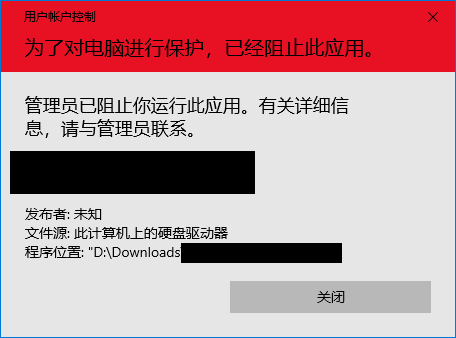 用户帐户控制
为了对电脑进行保护，已经阻止此应用。
管理员已阻止你运行此应用。有关详细信
息，请与管理员联系。
发布者: 未知
文件源: 此计算机上的硬盘驱动器
程序位置: "D:\Downloads
关闭